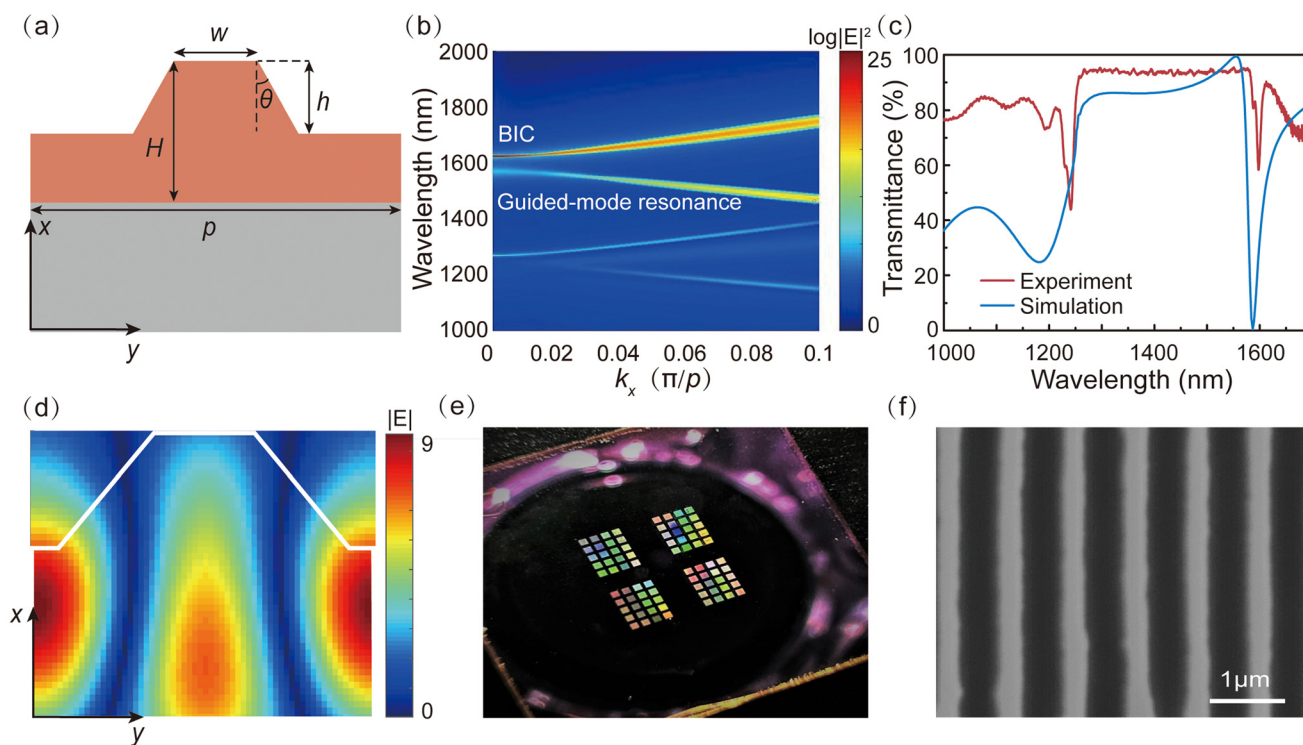 （a）
w
θ
h
H
p
x
y
（b）
log|E|²
2000
1800
1600
1400
1200
1000
Wavelength (nm)
BIC
Guided-mode resonance
25
0
0
0.02
0.04
0.06
0.08
0.1
kₓ（π/p）
（c）
100
80
60
40
20
0
Transmittance (%)
Experiment
Simulation
1000
1200
1400
1600
Wavelength (nm)
（d）
|E|
9
0
x
y
（e）
（f）
1μm